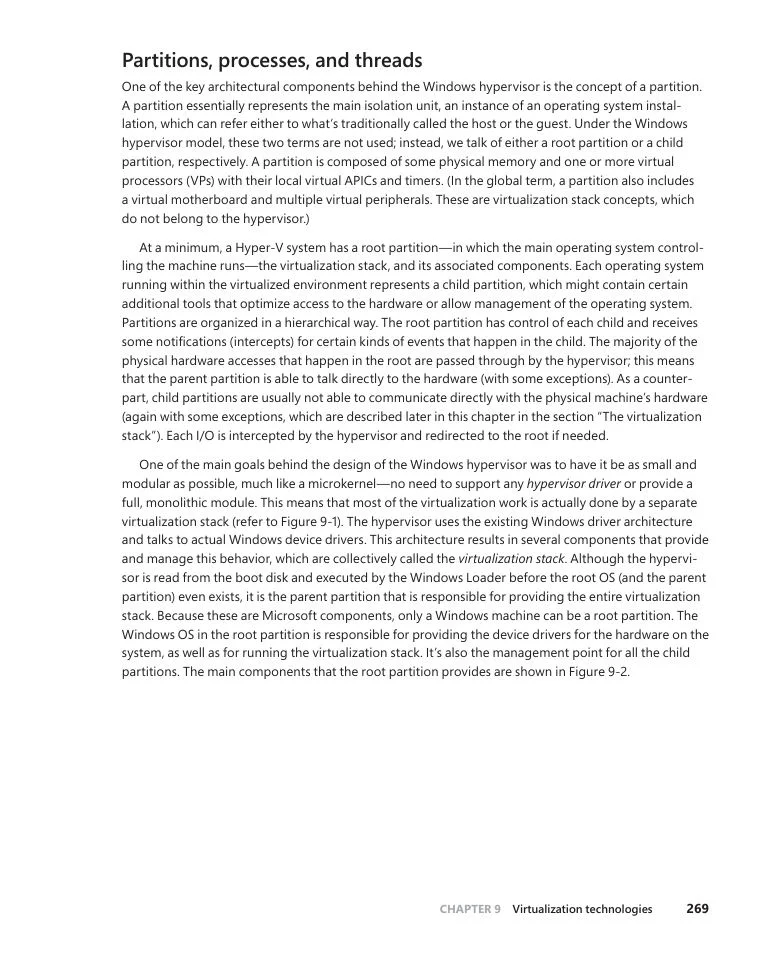 Partitions, processes, and threads
One of the key architectural components behind the Windows hypervisor is the concept of a partition.
A partition essentially represents the main isolation unit, an instance of an operating system instal-
lation, which can refer either to what’s traditionally called the host or the guest. Under the Windows
hypervisor model, these two terms are not used; instead, we talk of either a root partition or a child
partition, respectively. A partition is composed of some physical memory and one or more virtual
processors (VPs) with their local virtual APICs and timers. (In the global term, a partition also includes
a virtual motherboard and multiple virtual peripherals. These are virtualization stack concepts, which
do not belong to the hypervisor.)
At a minimum, a Hyper-V system has a root partition—in which the main operating system control-
ling the machine runs—the virtualization stack, and its associated components. Each operating system
running within the virtualized environment represents a child partition, which might contain certain
additional tools that optimize access to the hardware or allow management of the operating system.
Partitions are organized in a hierarchical way. The root partition has control of each child and receives
some notifications (intercepts) for certain kinds of events that happen in the child. The majority of the
physical hardware accesses that happen in the root are passed through by the hypervisor; this means
that the parent partition is able to talk directly to the hardware (with some exceptions). As a counter-
part, child partitions are usually not able to communicate directly with the physical machine’s hardware
(again with some exceptions, which are described later in this chapter in the section “The virtualization
stack”). Each I/O is intercepted by the hypervisor and redirected to the root if needed.
One of the main goals behind the design of the Windows hypervisor was to have it be as small and
modular as possible, much like a microkernel—no need to support any hypervisor driver or provide a
full, monolithic module. This means that most of the virtualization work is actually done by a separate
virtualization stack (refer to Figure 9-1). The hypervisor uses the existing Windows driver architecture
and talks to actual Windows device drivers. This architecture results in several components that provide
and manage this behavior, which are collectively called the virtualization stack. Although the hypervi-
sor is read from the boot disk and executed by the Windows Loader before the root OS (and the parent
partition) even exists, it is the parent partition that is responsible for providing the entire virtualization
stack. Because these are Microsoft components, only a Windows machine can be a root partition. The
Windows OS in the root partition is responsible for providing the device drivers for the hardware on the
system, as well as for running the virtualization stack. It’s also the management point for all the child
partitions. The main components that the root partition provides are shown in Figure 9-2.
CHAPTER 9 Virtualization technologies 269